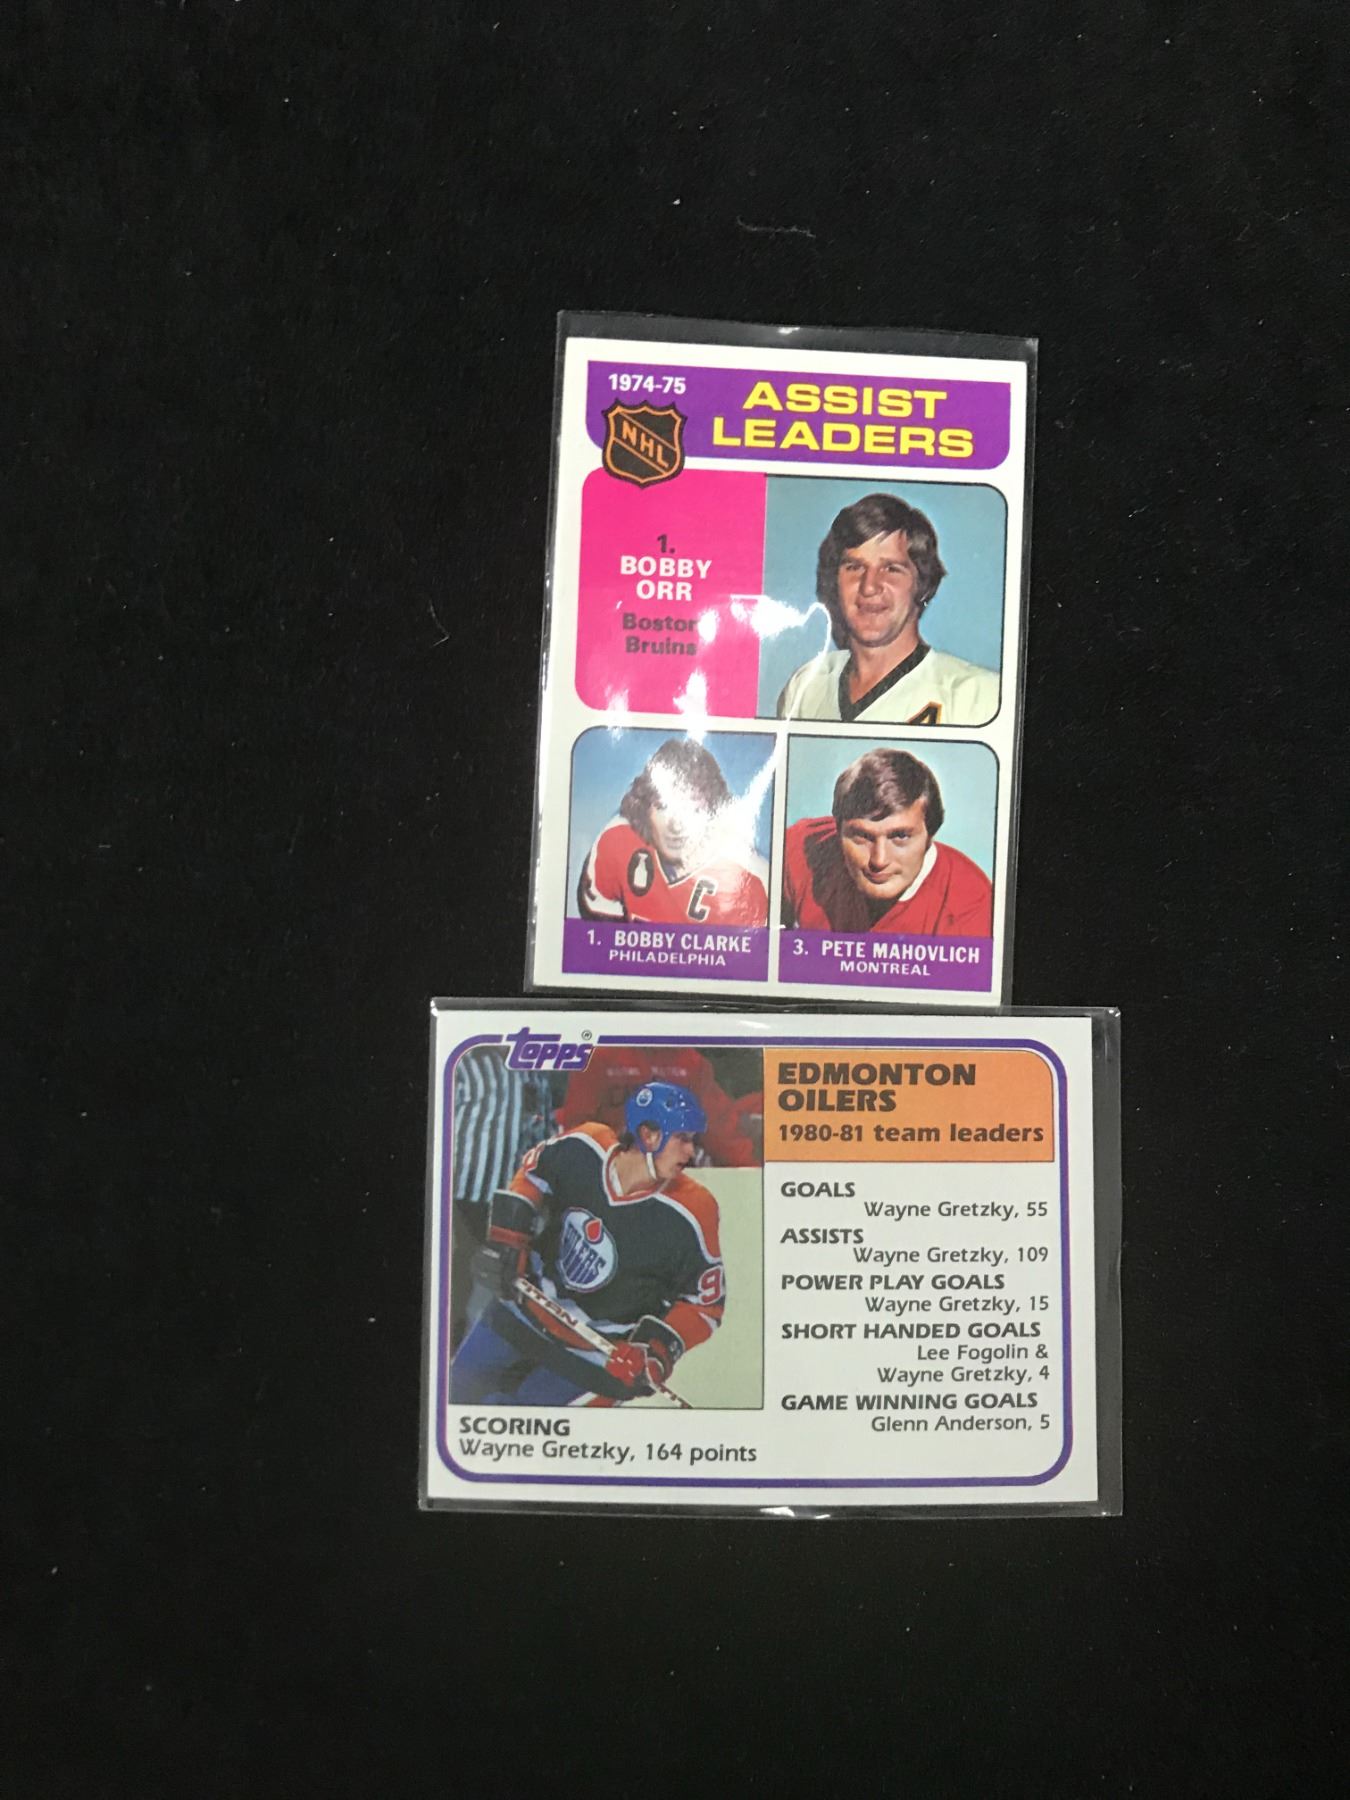 1974-75
ASSIST
LEADERS
NHL
1.
BOBBY
ORR
Boston
Bruins
A
C
1. BOBBY CLARKE
PHILADELPHIA
3. PETE MAHOVLICH
MONTREAL
topps®
EDMONTON
OILERS
1980-81 team leaders
GOALS
Wayne Gretzky, 55
ASSISTS
Wayne Gretzky, 109
POWER PLAY GOALS
Wayne Gretzky, 15
SHORT HANDED GOALS
Lee Fogolin &
Wayne Gretzky, 4
GAME WINNING GOALS
Glenn Anderson, 5
OILERS
9
TITAN
SCORING
Wayne Gretzky, 164 points